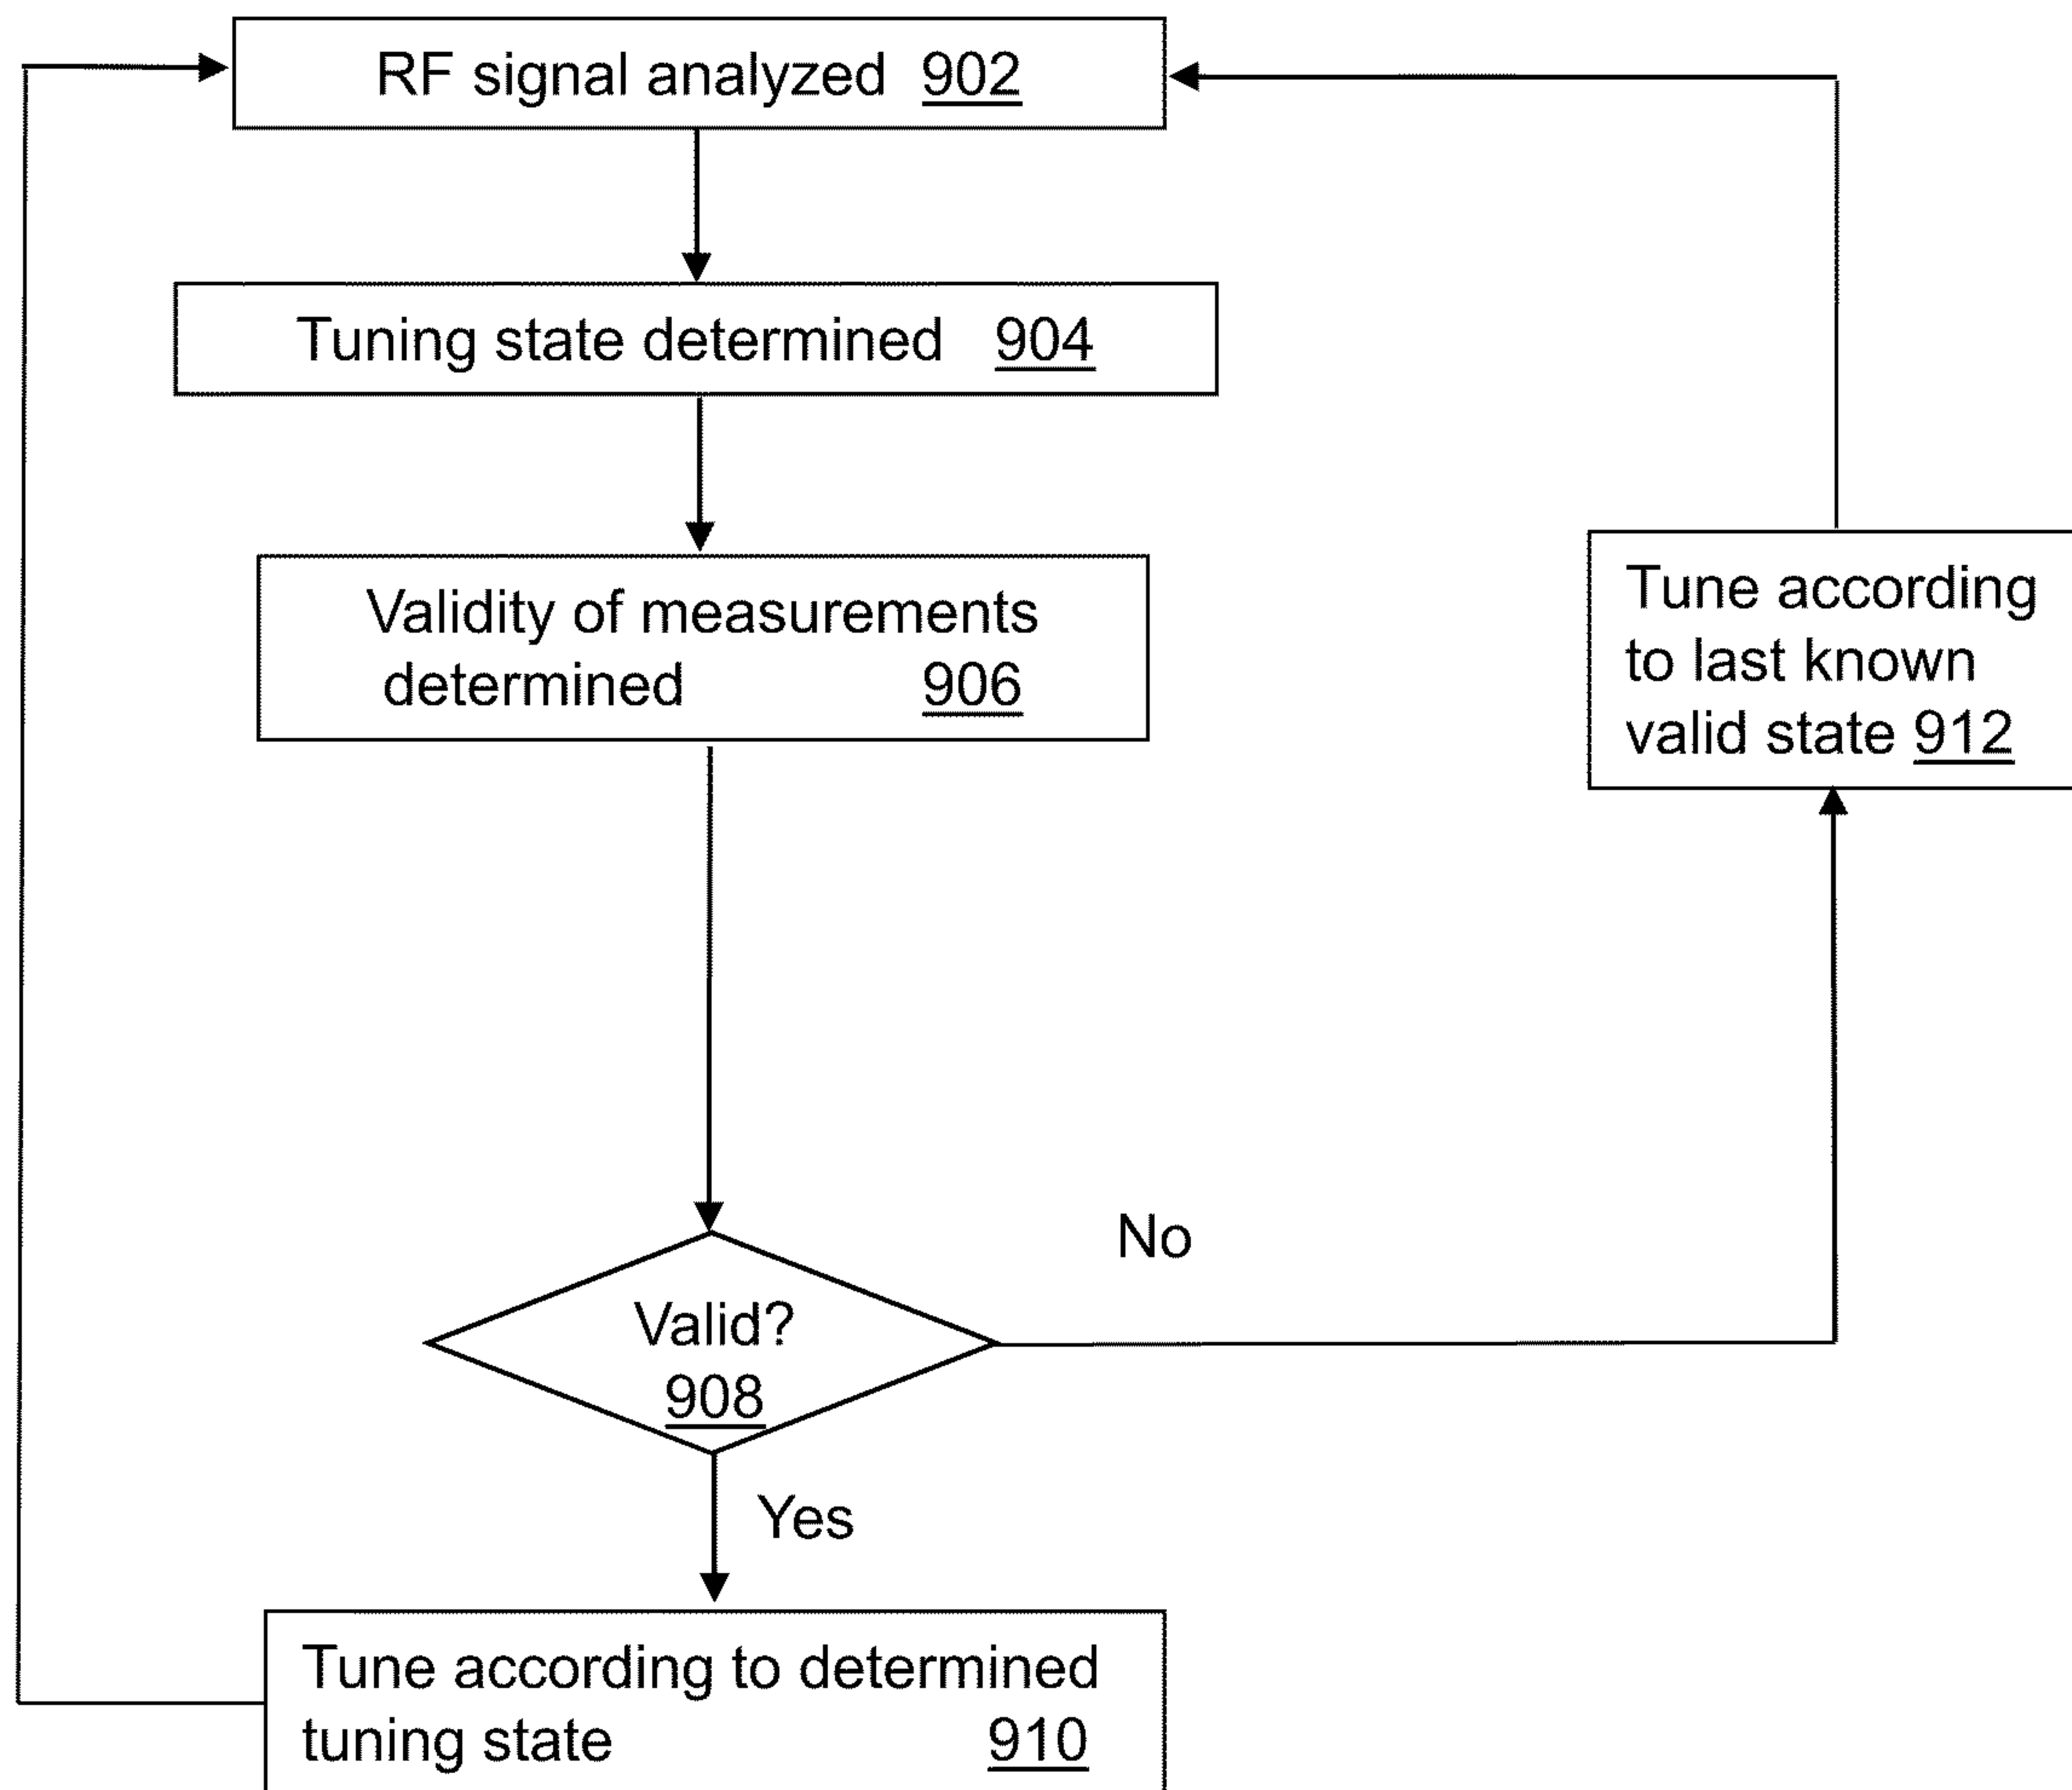 RF signal analyzed 902
Tuning state determined 904
Validity of measurements
determined 906
Tune according
to last known
valid state 912
No
Valid?
908
Yes
Tune according to determined
tuning state 910